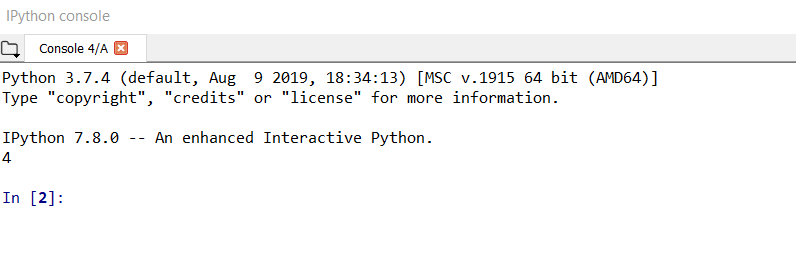 IPython console
Console 4/A
Python 3.7.4 (default, Aug  9 2019, 18:34:13) [MSC v.1915 64 bit (AMD64)]
Type "copyright", "credits" or "license" for more information.
IPython 7.8.0 -- An enhanced Interactive Python.
4
In [2]: